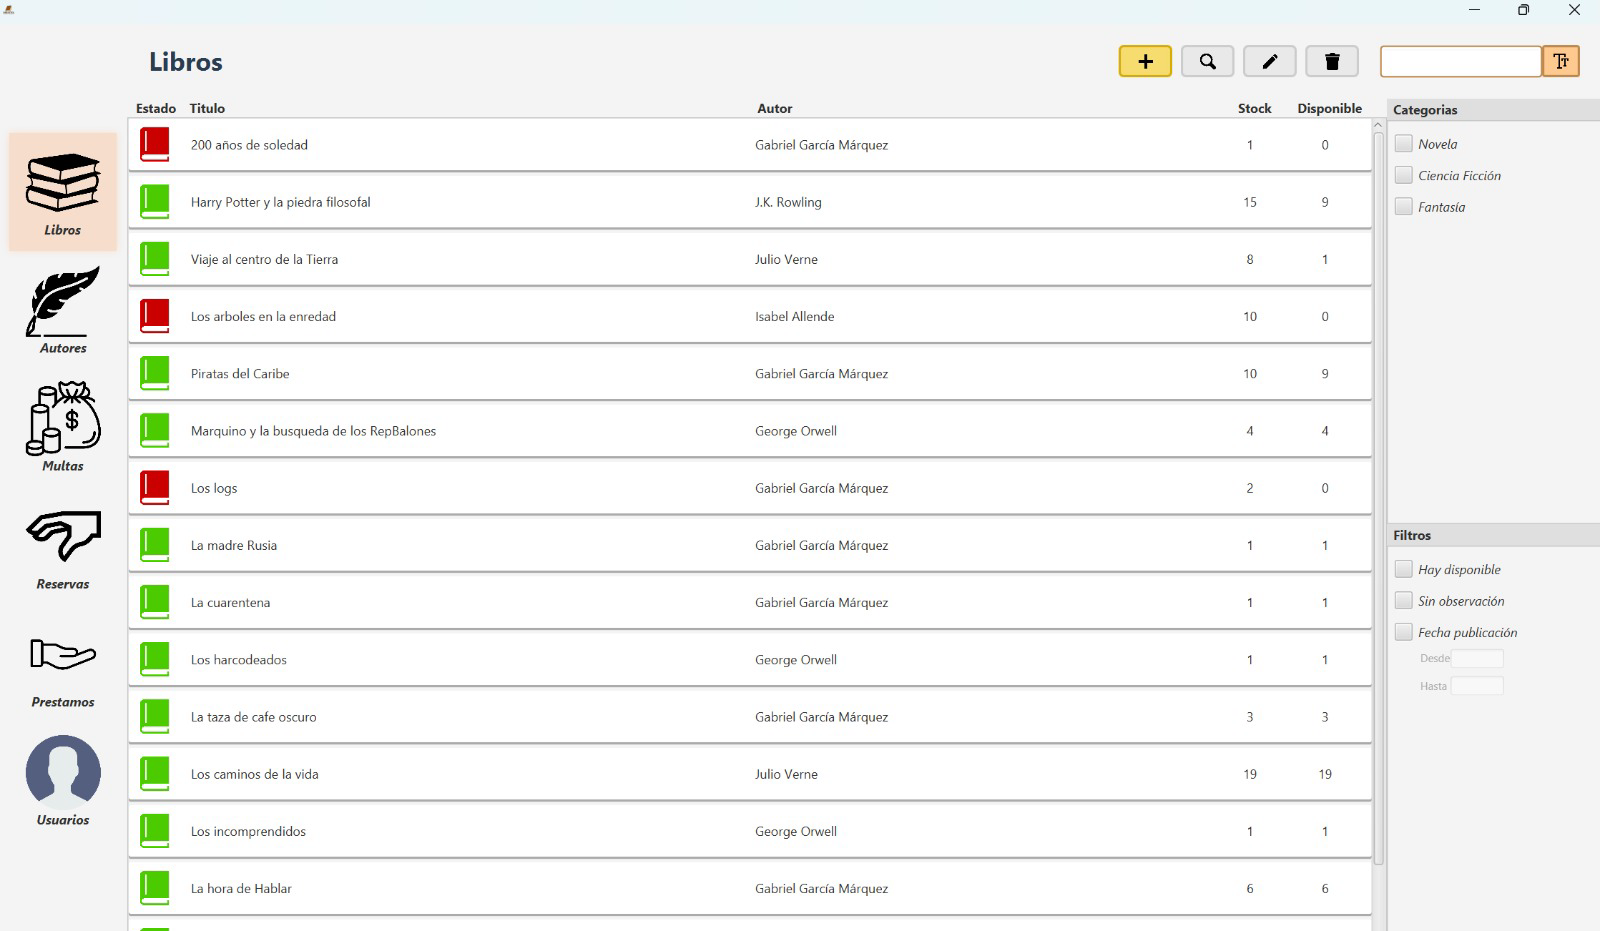 Libros
Estado Titulo Autor Stock Disponible
200 años de soledad Gabriel García Márquez 1 0
Harry Potter y la piedra filosofal J.K. Rowling 15 9
Viaje al centro de la Tierra Julio Verne 8 1
Los arboles en la enredad Isabel Allende 10 0
Piratas del Caribe Gabriel García Márquez 10 9
Marquino y la busqueda de los RepBalones George Orwell 4 4
Los logs Gabriel García Márquez 2 0
La madre Rusia Gabriel García Márquez 1 1
La cuarentena Gabriel García Márquez 1 1
Los harcodeados George Orwell 1 1
La taza de cafe oscuro Gabriel García Márquez 3 3
Los caminos de la vida Julio Verne 19 19
Los incomprendidos George Orwell 1 1
La hora de Hablar Gabriel García Márquez 6 6
Libros
Autores
$
Multas
Reservas
Prestamos
Usuarios
Categorias
Novela
Ciencia Ficción
Fantasía
Filtros
Hay disponible
Sin observación
Fecha publicación
Desde
Hasta